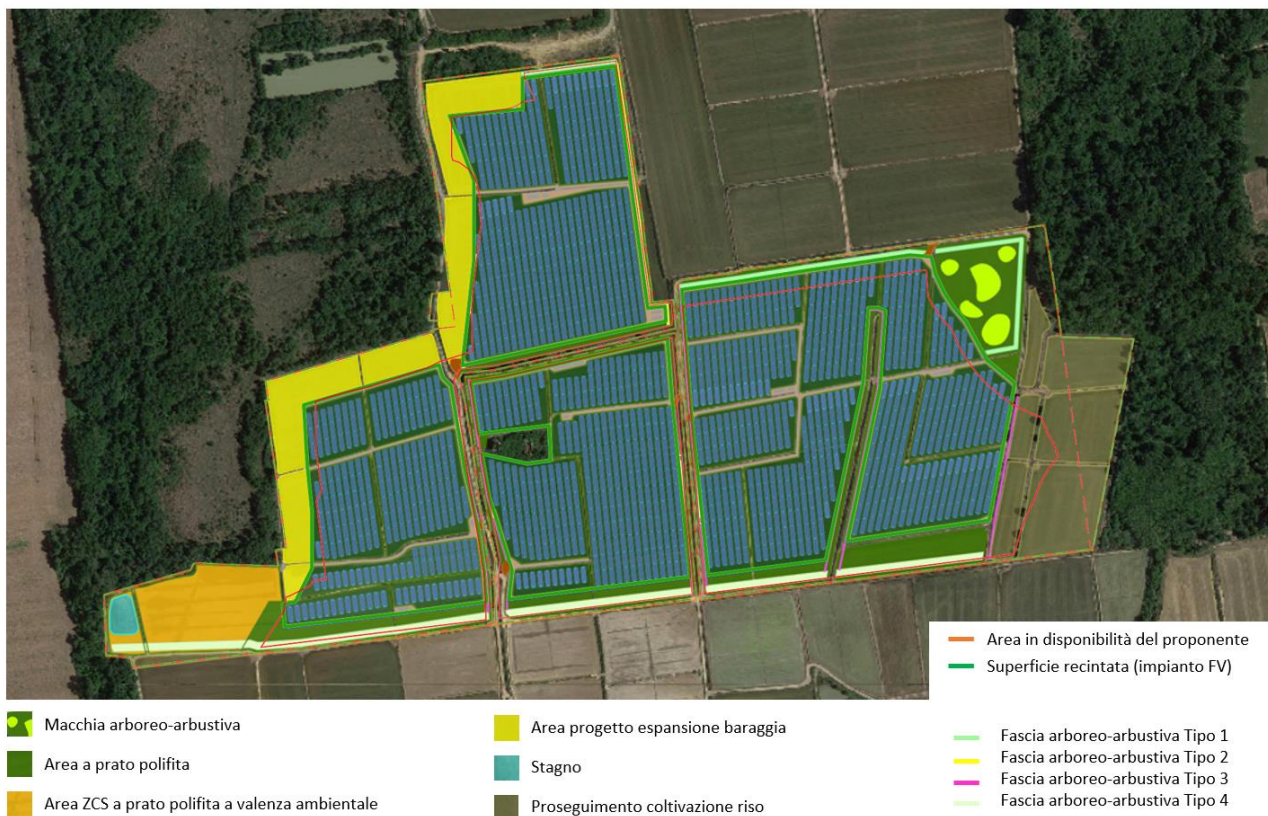 Area in disponibilità del proponente
Superficie recintata (impianto FV)
Macchia arboreo-arbustiva
Area a prato polifita
Area ZCS a prato polifita a valenza ambientale
Area progetto espansione baraggia
Stagno
Proseguimento coltivazione riso
Fascia arboreo-arbustiva Tipo 1
Fascia arboreo-arbustiva Tipo 2
Fascia arboreo-arbustiva Tipo 3
Fascia arboreo-arbustiva Tipo 4